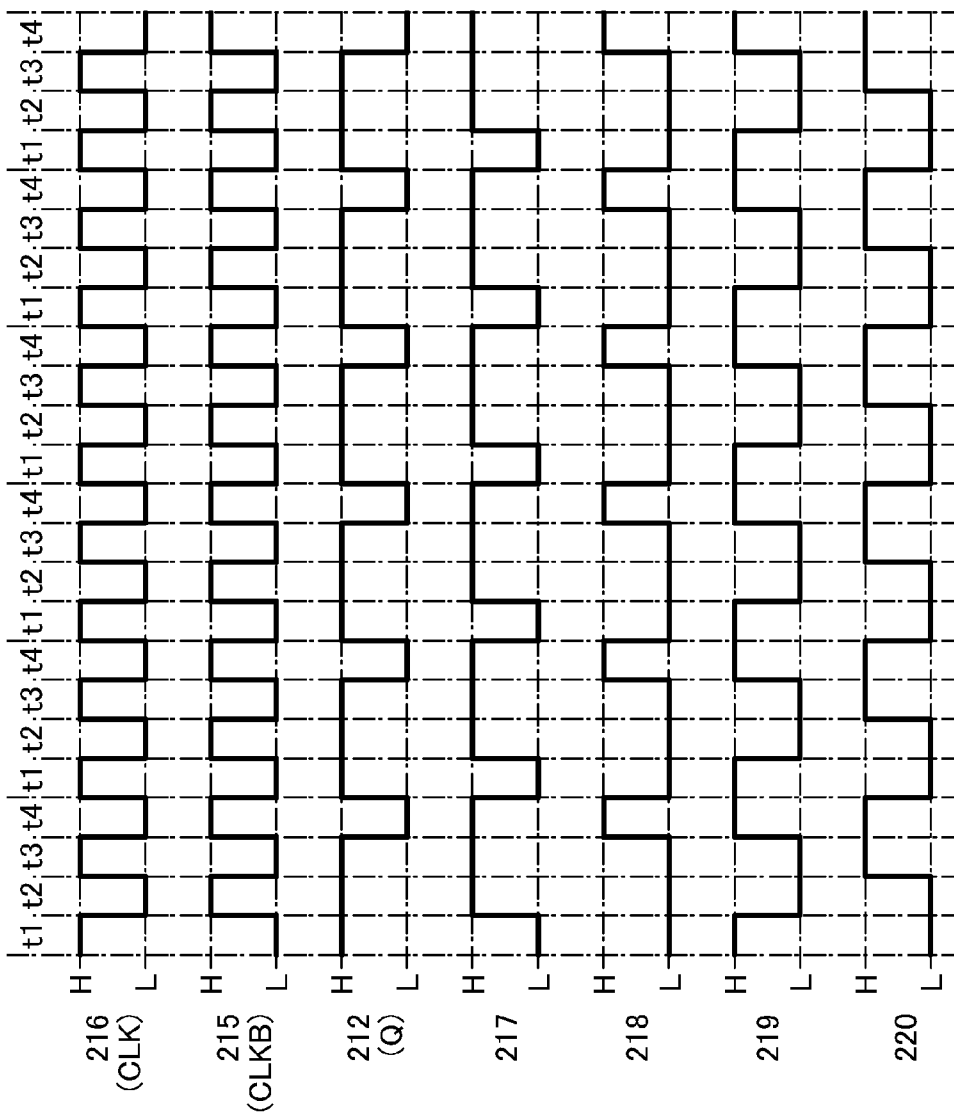 t1 t2 t3 t4 t1 t2 t3 t4 t1 t2 t3 t4 t1 t2 t3 t4 t1 t2 t3 t4 t1 t2 t3 t4
216
(CLK)
H
L
215
(CLKB)
H
L
212
(Q)
H
L
217
H
L
218
H
L
219
H
L
220
H
L